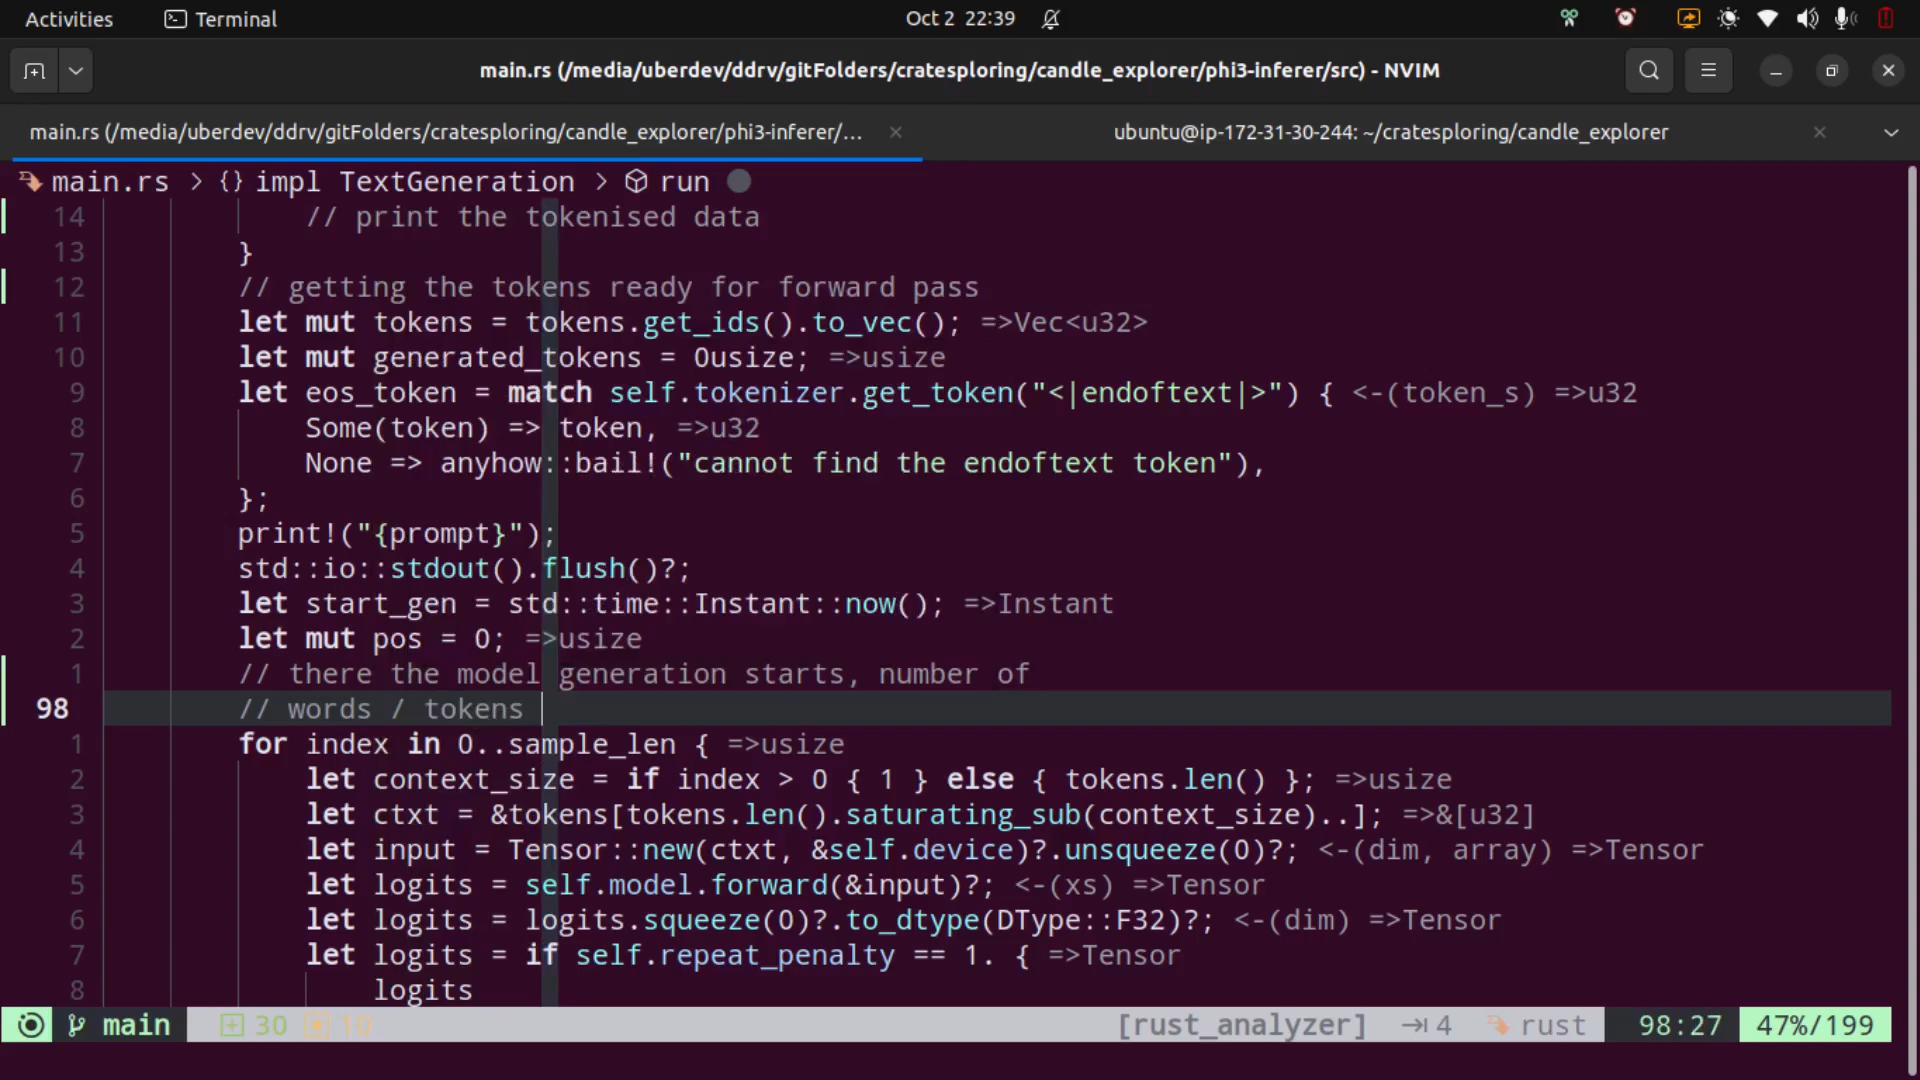 Activities
Terminal
Oct 2 22:39
main.rs (/media/uberdev/ddrv/gitFolders/cratesploring/candle_explorer/phi3-inferer/src) - NVIM
main.rs (/media/uberdev/ddrv/gitFolders/cratesploring/candle_explorer/phi3-inferer/...
ubuntu@ip-172-31-30-244: ~/cratesploring/candle_explorer
main.rs > {} impl TextGeneration > run
14 // print the tokenised data
13 }
12 // getting the tokens ready for forward pass
11 let mut tokens = tokens.get_ids().to_vec(); =>Vec<u32>
10 let mut generated_tokens = 0usize; =>usize
9 let eos_token = match self.tokenizer.get_token("<|endoftext|>") { <-(token_s) =>u32
8 Some(token) => token, =>u32
7 None => anyhow::bail!("cannot find the endoftext token"),
6 };
5 print!("{prompt}");
4 std::io::stdout().flush()?;
3 let start_gen = std::time::Instant::now(); =>Instant
2 let mut pos = 0; =>usize
1 // there the model generation starts, number of
98 // words / tokens
1 for index in 0..sample_len { =>usize
2 let context_size = if index > 0 { 1 } else { tokens.len() }; =>usize
3 let ctxt = &tokens[tokens.len().saturating_sub(context_size)..]; =>&[u32]
4 let input = Tensor::new(ctxt, &self.device)?.unsqueeze(0)?; <-(dim, array) =>Tensor
5 let logits = self.model.forward(&input)?; <-(xs) =>Tensor
6 let logits = logits.squeeze(0)?.to_dtype(DType::F32)?; <-(dim) =>Tensor
7 let logits = if self.repeat_penalty == 1. { =>Tensor
8 logits
main 30 10 [rust_analyzer] 4 rust 98:27 47%/199